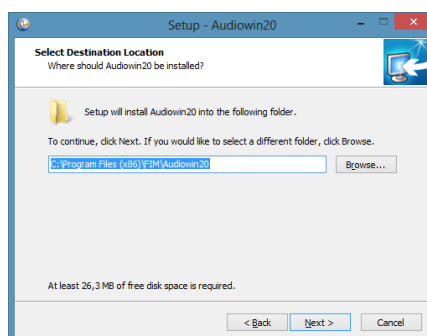 Setup - Audiowin20
Select Destination Location
Where should Audiowin20 be installed?
Setup will install Audiowin20 into the following folder.
To continue, click Next. If you would like to select a different folder, click Browse.
C:\Program Files (x86)\FIM\Audiowin20
Browse...
At least 26,3 MB of free disk space is required.
< Back
Next >
Cancel